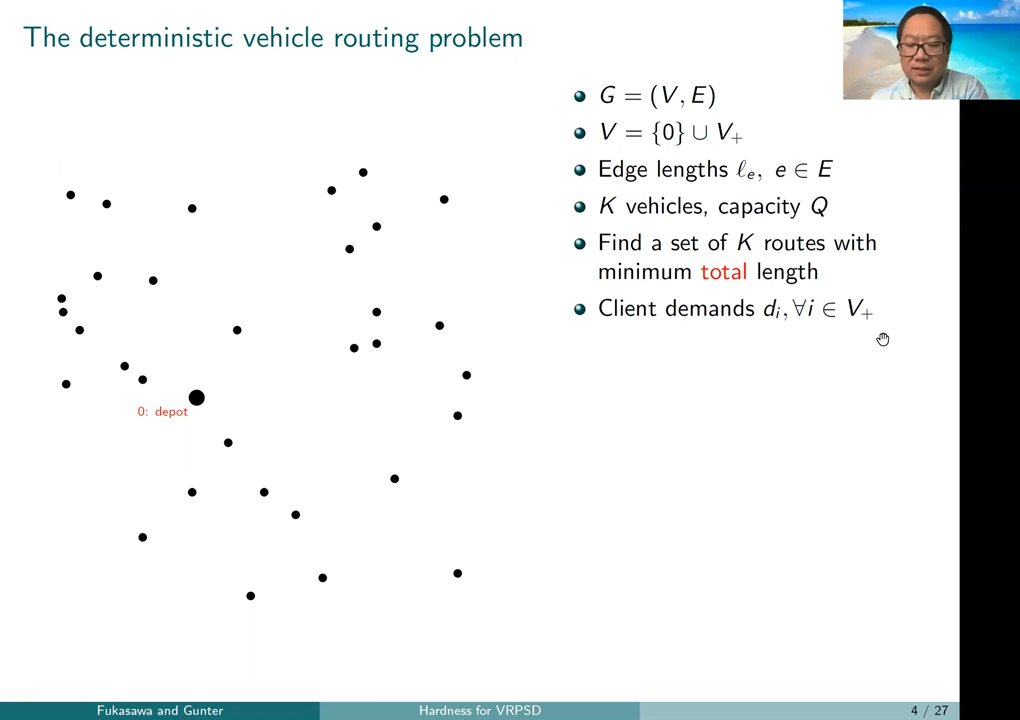 The deterministic vehicle routing problem
G = (V, E)
V = {0} ∪ V₊
Edge lengths ℓₑ, e ∈ E
K vehicles, capacity Q
Find a set of K routes with
minimum total length
Client demands dᵢ, ∀i ∈ V₊
0: depot
Fukasawa and Gunter
Hardness for VRPSD
4 / 27